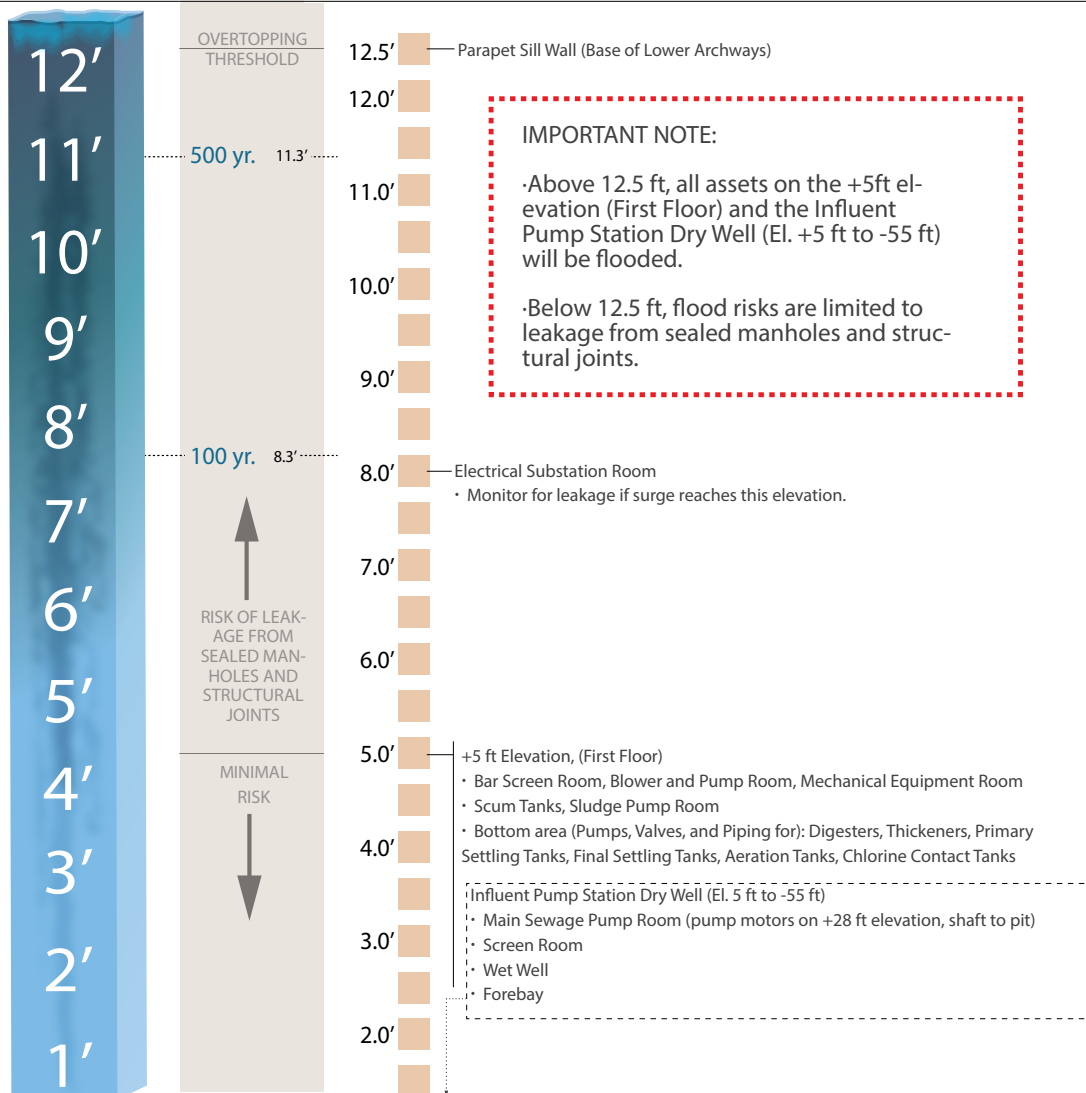 12′
11′
10′
9′
8′
7′
6′
5′
4′
3′
2′
1′
OVERTOPPING
THRESHOLD
500 yr. 11.3′
100 yr. 8.3′
RISK OF LEAK-
AGE FROM
SEALED MAN-
HOLES AND
STRUCTURAL
JOINTS
MINIMAL
RISK
12.5′ Parapet Sill Wall (Base of Lower Archways)
12.0′
11.0′
10.0′
9.0′
8.0′ Electrical Substation Room
· Monitor for leakage if surge reaches this elevation.
7.0′
6.0′
5.0′ +5 ft Elevation, (First Floor)
· Bar Screen Room, Blower and Pump Room, Mechanical Equipment Room
· Scum Tanks, Sludge Pump Room
· Bottom area (Pumps, Valves, and Piping for): Digesters, Thickeners, Primary
Settling Tanks, Final Settling Tanks, Aeration Tanks, Chlorine Contact Tanks
4.0′
Influent Pump Station Dry Well (El. 5 ft to -55 ft)
· Main Sewage Pump Room (pump motors on +28 ft elevation, shaft to pit)
3.0′
· Screen Room
· Wet Well
· Forebay
2.0′
IMPORTANT NOTE:
·Above 12.5 ft, all assets on the +5ft el-
evation (First Floor) and the Influent
Pump Station Dry Well (El. +5 ft to -55 ft)
will be flooded.
·Below 12.5 ft, flood risks are limited to
leakage from sealed manholes and struc-
tural joints.